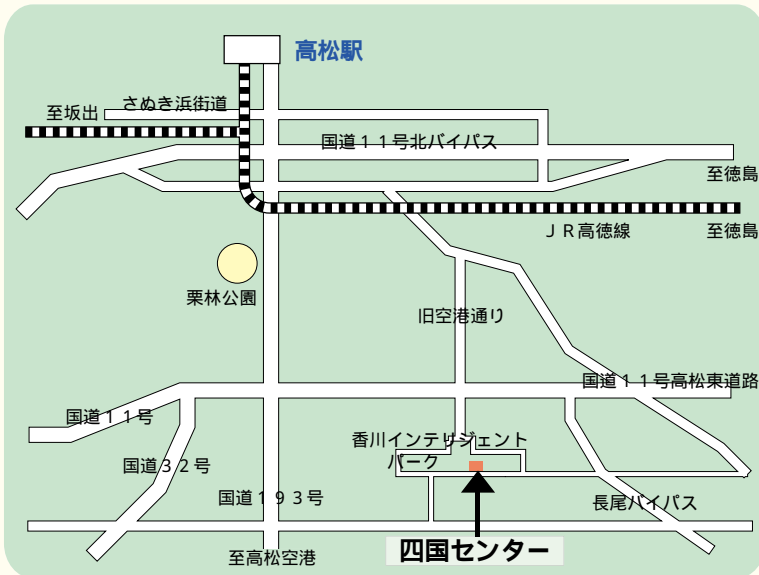 高松駅
さぬき浜街道
至坂出
国道11号北バイパス
至徳島
JR高徳線
至徳島
栗林公園
旧空港通り
国道11号高松東道路
国道11号
香川インテリジェント
パーク
国道32号
国道193号
長尾バイパス
四国センター
至高松空港